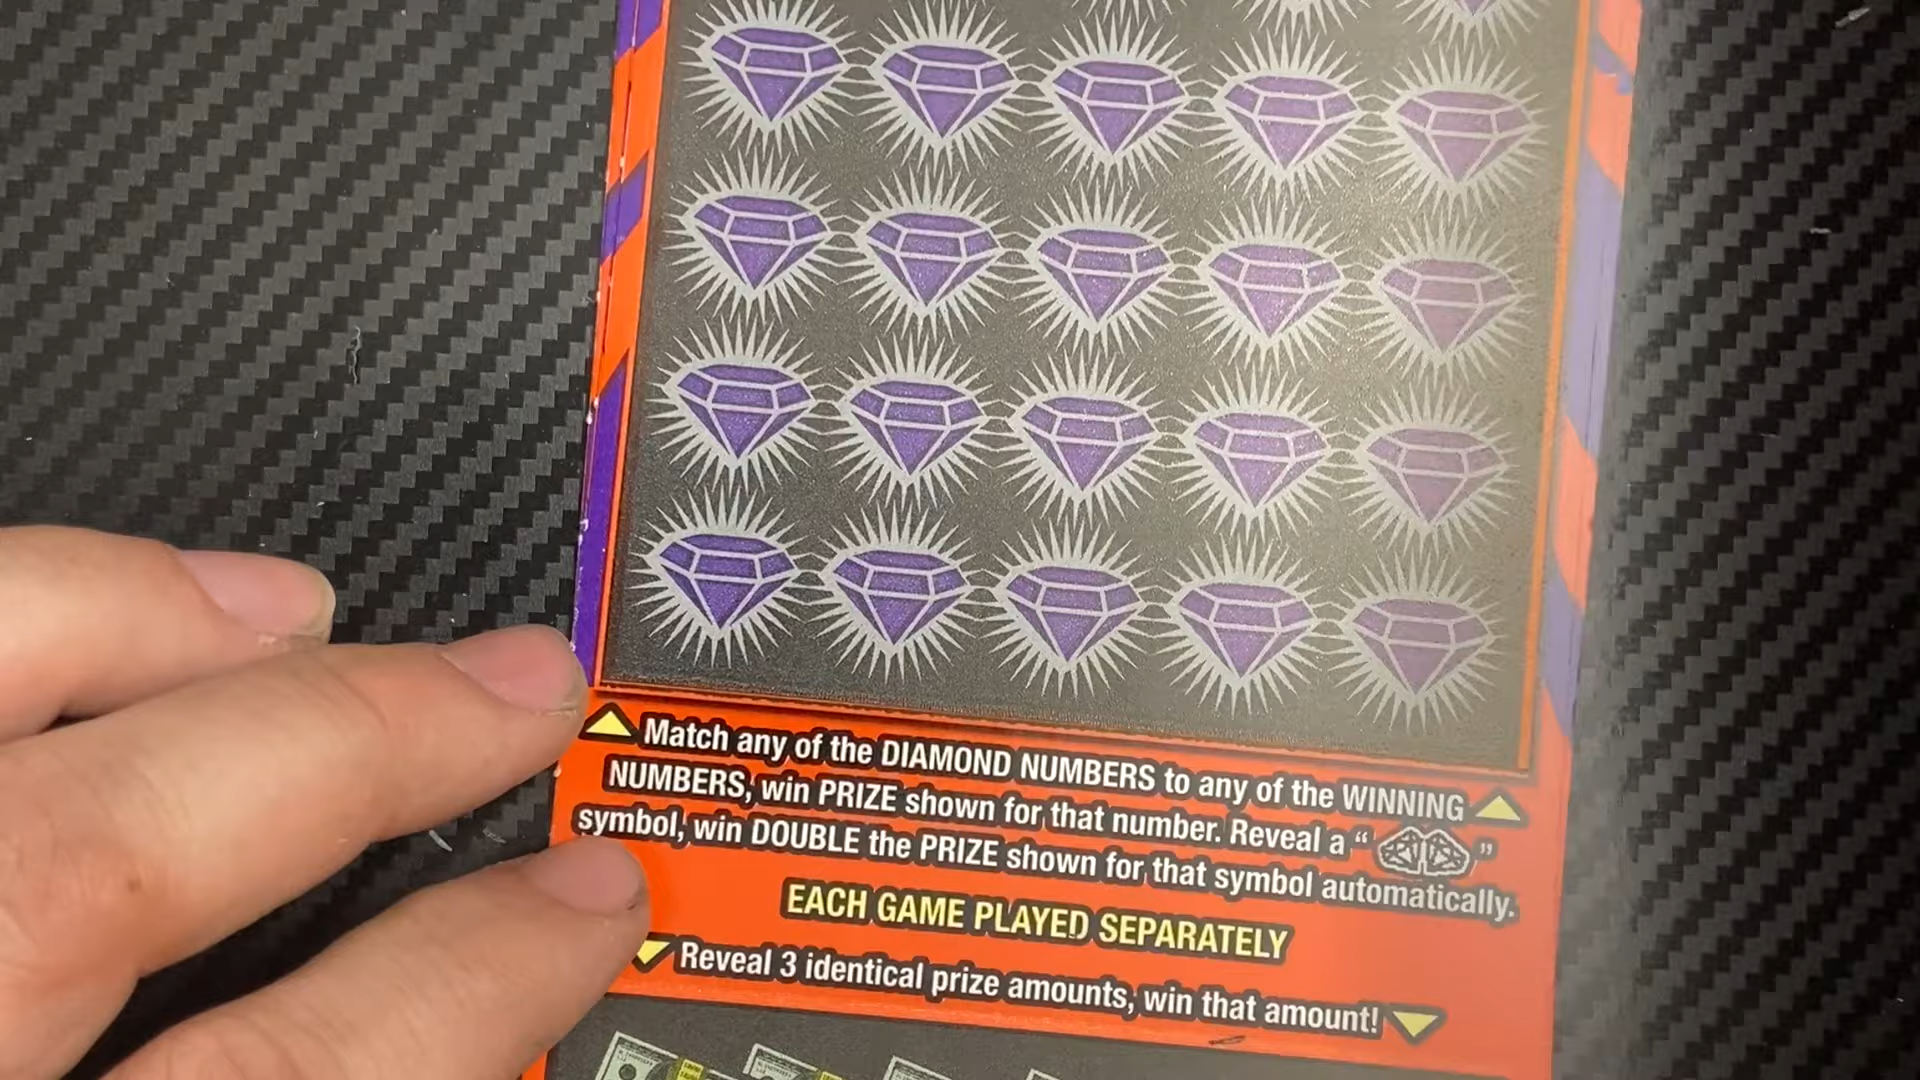 Match any of the DIAMOND NUMBERS to any of the WINNING
NUMBERS, win PRIZE shown for that number. Reveal a “ ”
symbol, win DOUBLE the PRIZE shown for that symbol automatically.
EACH GAME PLAYED SEPARATELY
Reveal 3 identical prize amounts, win that amount!